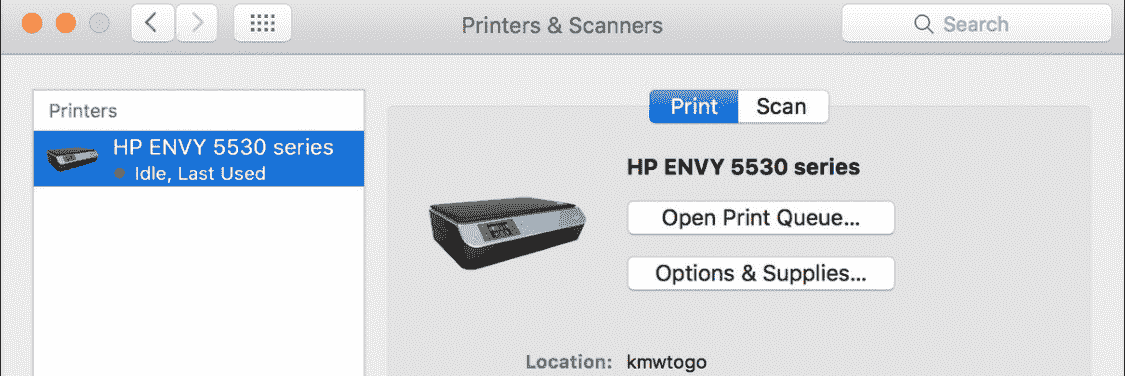 Printers & Scanners
Search
Printers
HP ENVY 5530 series
Idle, Last Used
Print
Scan
HP ENVY 5530 series
Open Print Queue...
Options & Supplies...
Location: kmwtogo